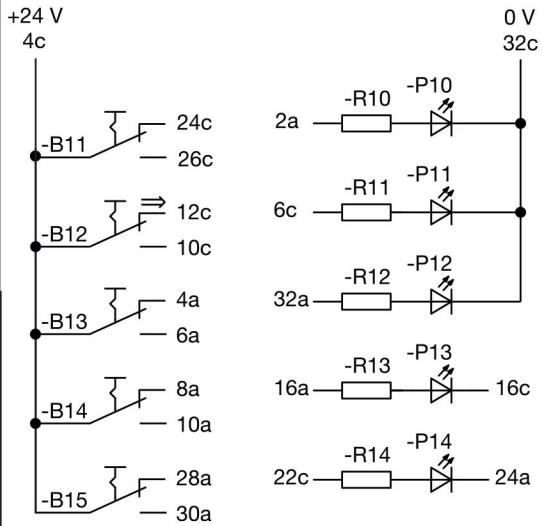 +24 V
4c
-B11
24c
26c
-B12
12c
10c
-B13
4a
6a
-B14
8a
10a
-B15
28a
30a
0 V
32c
2a
-R10
-P10
6c
-R11
-P11
32a
-R12
-P12
16a
-R13
-P13
16c
22c
-R14
-P14
24a